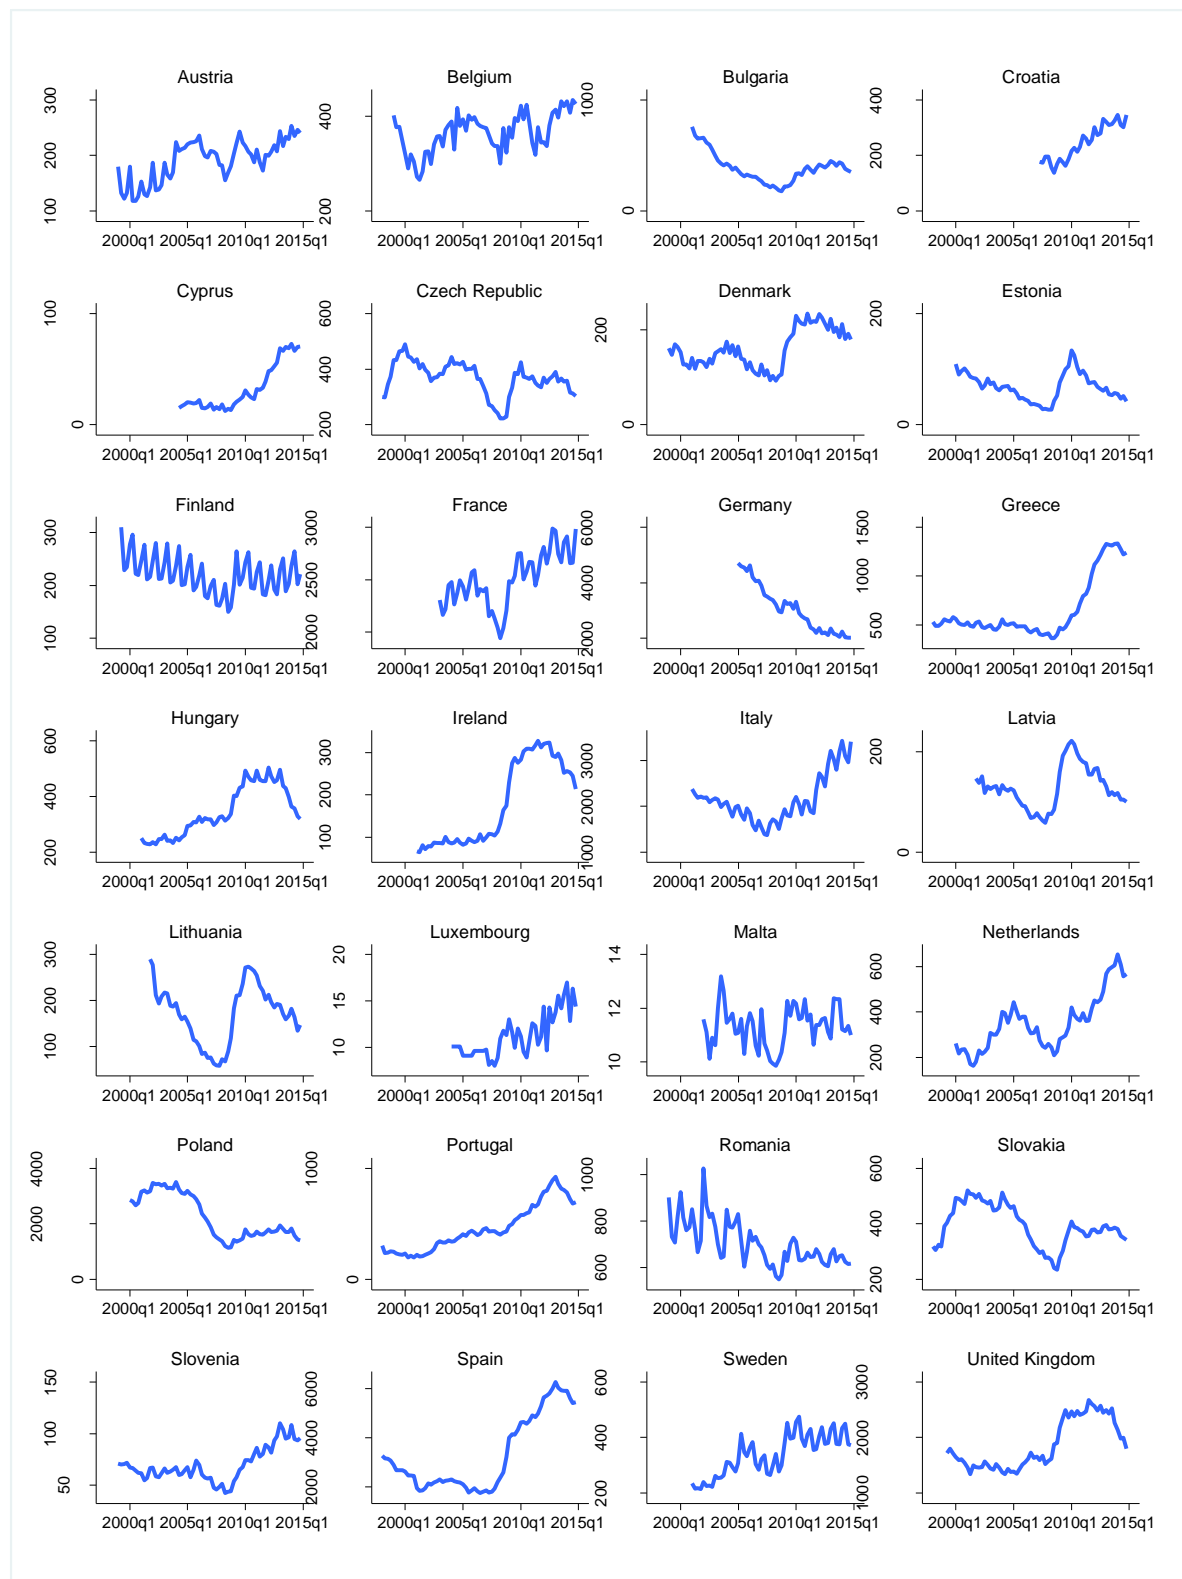 Austria Belgium Bulgaria Croatia
300 400 1000 400
200 200
100 200 0 0
2000q1 2005q1 2010q1 2015q1 2000q1 2005q1 2010q1 2015q1 2000q1 2005q1 2010q1 2015q1 2000q1 2005q1 2010q1 2015q1
Cyprus Czech Republic Denmark Estonia
100 600 200 200
400
0 200 0 0
2000q1 2005q1 2010q1 2015q1 2000q1 2005q1 2010q1 2015q1 2000q1 2005q1 2010q1 2015q1 2000q1 2005q1 2010q1 2015q1
Finland France Germany Greece
300 3000 6000 1500
200 2500 4000 1000
100 2000 2000 500
2000q1 2005q1 2010q1 2015q1 2000q1 2005q1 2010q1 2015q1 2000q1 2005q1 2010q1 2015q1 2000q1 2005q1 2010q1 2015q1
Hungary Ireland Italy Latvia
600 300 3000 200
400 200 2000
200 100 1000 0
2000q1 2005q1 2010q1 2015q1 2000q1 2005q1 2010q1 2015q1 2000q1 2005q1 2010q1 2015q1 2000q1 2005q1 2010q1 2015q1
Lithuania Luxembourg Malta Netherlands
300 20 14 600
200 15 12 400
100 10 10 200
2000q1 2005q1 2010q1 2015q1 2000q1 2005q1 2010q1 2015q1 2000q1 2005q1 2010q1 2015q1 2000q1 2005q1 2010q1 2015q1
Poland Portugal Romania Slovakia
4000 1000 1000 600
2000 800 400
0 0 600 200
2000q1 2005q1 2010q1 2015q1 2000q1 2005q1 2010q1 2015q1 2000q1 2005q1 2010q1 2015q1 2000q1 2005q1 2010q1 2015q1
Slovenia Spain Sweden United Kingdom
150 6000 600 3000
100 4000 400 2000
50 2000 200 1000
2000q1 2005q1 2010q1 2015q1 2000q1 2005q1 2010q1 2015q1 2000q1 2005q1 2010q1 2015q1 2000q1 2005q1 2010q1 2015q1